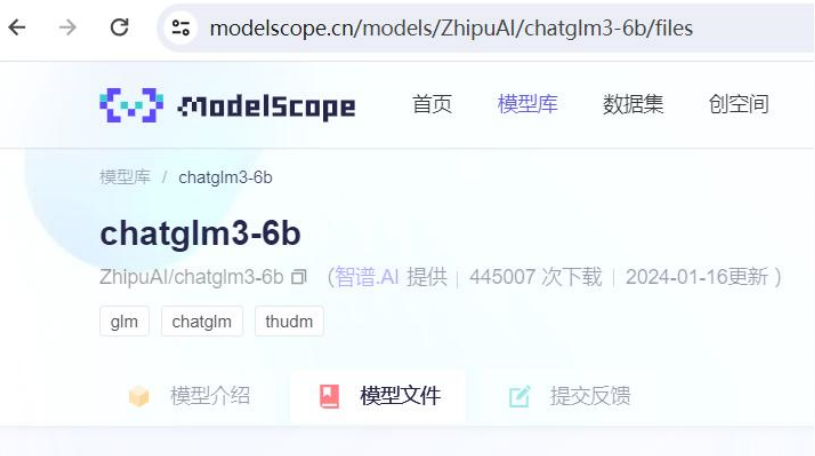 modelscope.cn/models/ZhipuAI/chatglm3-6b/files
ModelScope 首页 模型库 数据集 创空间
模型库 / chatglm3-6b
chatglm3-6b
ZhipuAI/chatglm3-6b （智谱.AI 提供 | 445007 次下载 | 2024-01-16更新 ）
glm chatglm thudm
模型介绍 模型文件 提交反馈